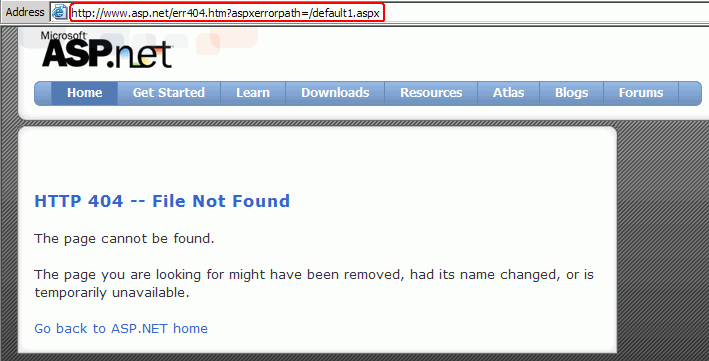 Address http://www.asp.net/err404.htm?aspxerrorpath=/default1.aspx
Microsoft
ASP.net
Home Get Started Learn Downloads Resources Atlas Blogs Forums
HTTP 404 -- File Not Found
The page cannot be found.
The page you are looking for might have been removed, had its name changed, or is
temporarily unavailable.
Go back to ASP.NET home